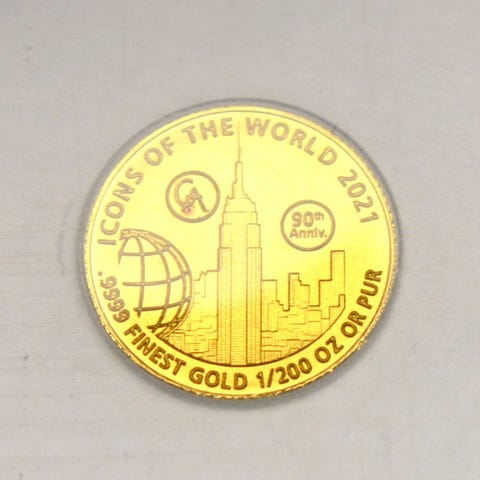 ICONS OF THE WORLD 2021
90th
Anniv.
.9999 FINEST GOLD 1/200 OZ OR PUR